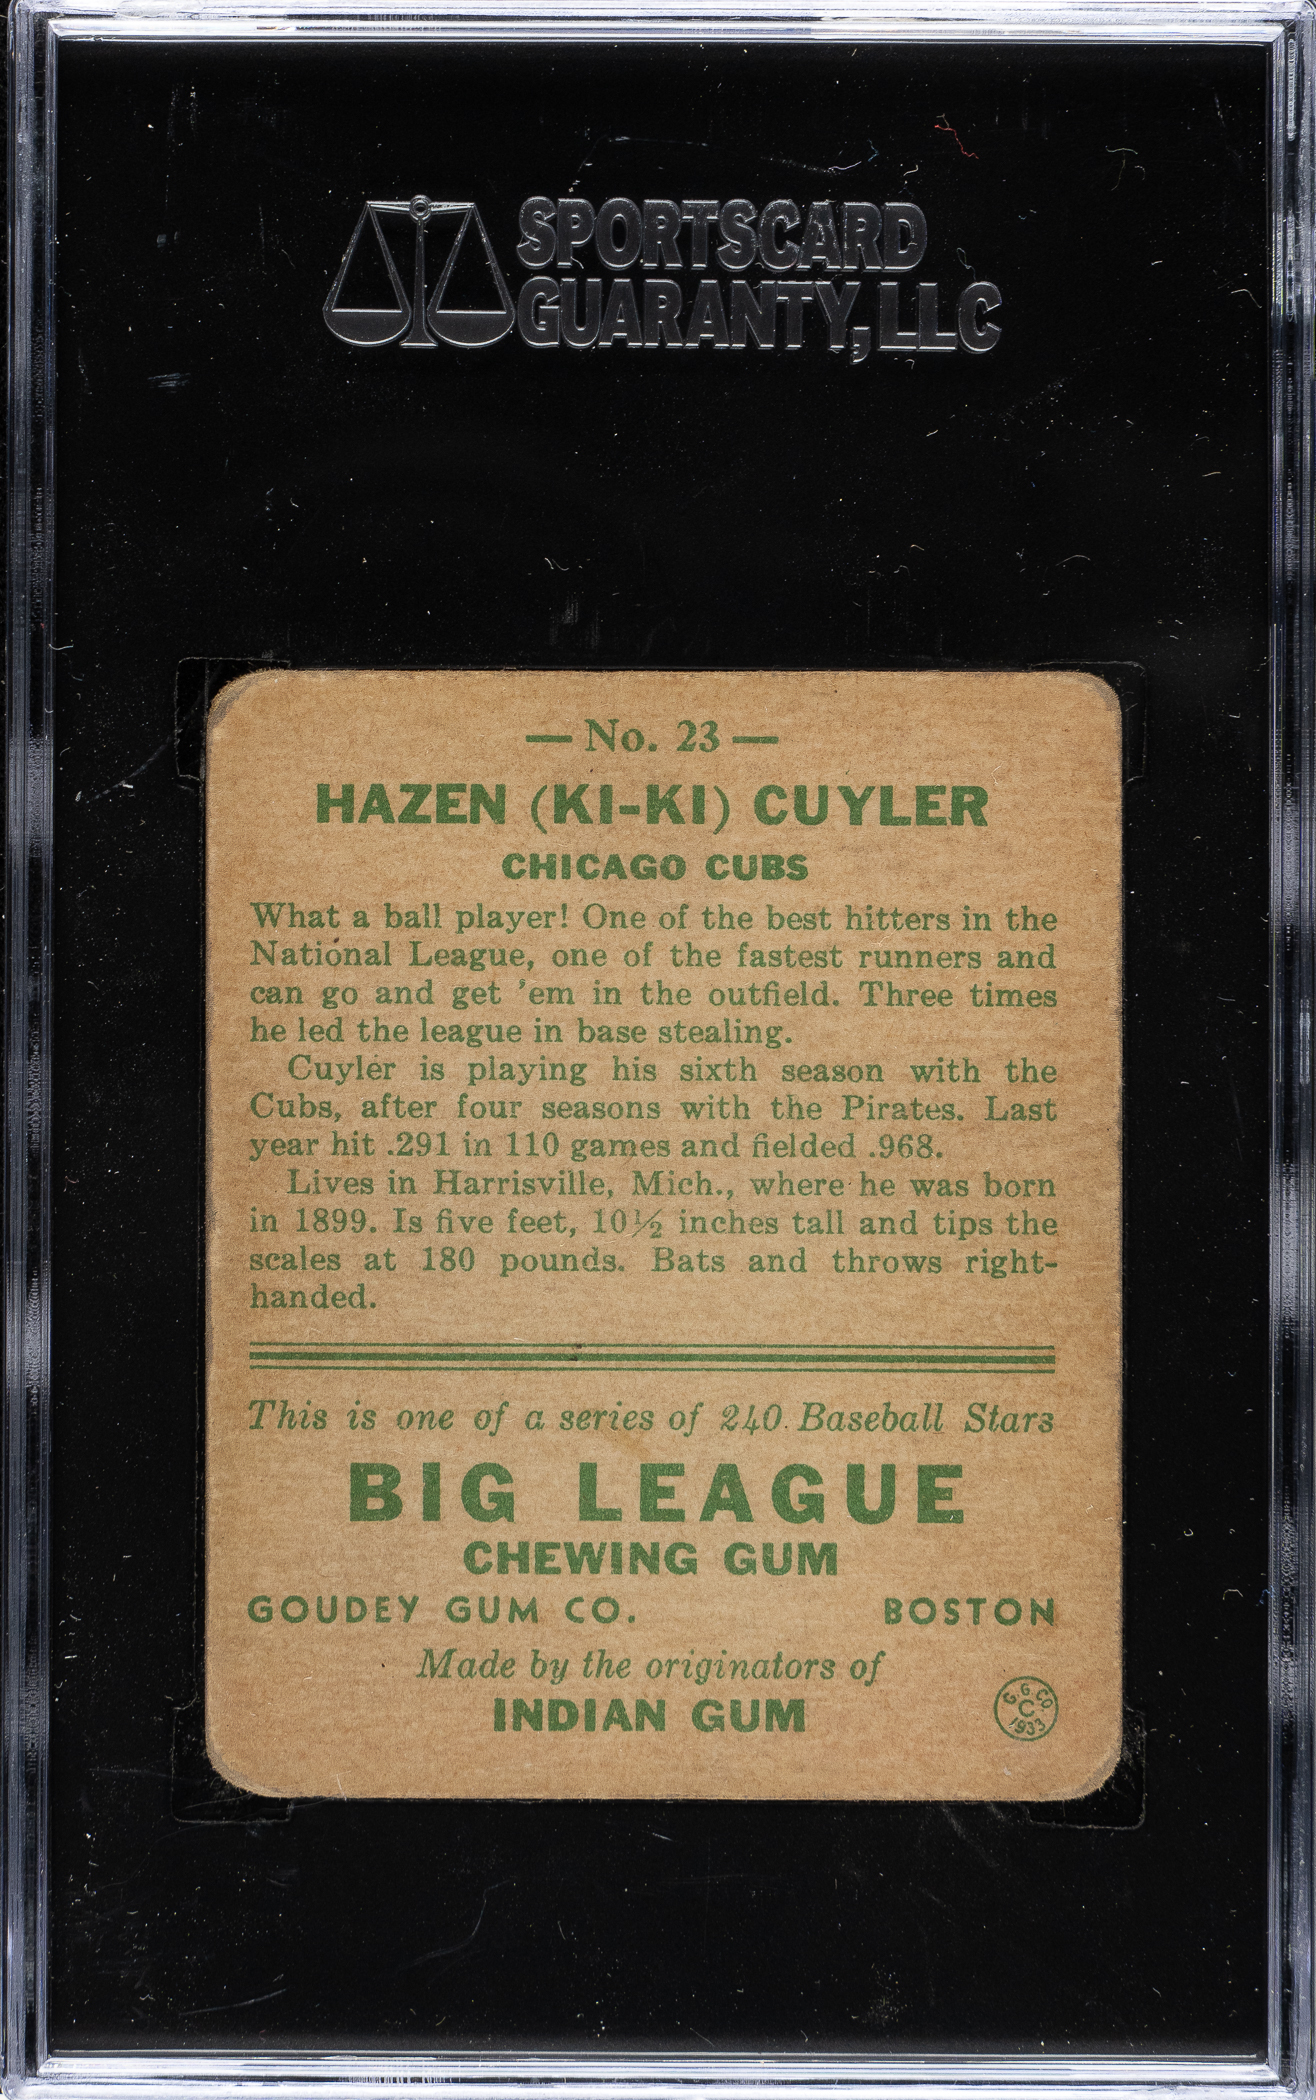 SPORTSCARD
GUARANTY, LLC
— No. 23 —
HAZEN (KI-KI) CUYLER
CHICAGO CUBS
What a ball player! One of the best hitters in the
National League, one of the fastest runners and
can go and get 'em in the outfield. Three times
he led the league in base stealing.
Cuyler is playing his sixth season with the
Cubs, after four seasons with the Pirates. Last
year hit .291 in 110 games and fielded .968.
Lives in Harrisville, Mich., where he was born
in 1899. Is five feet, 10½ inches tall and tips the
scales at 180 pounds. Bats and throws right-
handed.
This is one of a series of 240 Baseball Stars
BIG LEAGUE
CHEWING GUM
GOUDEY GUM CO. BOSTON
Made by the originators of
INDIAN GUM
G. G. CO.
C
1933